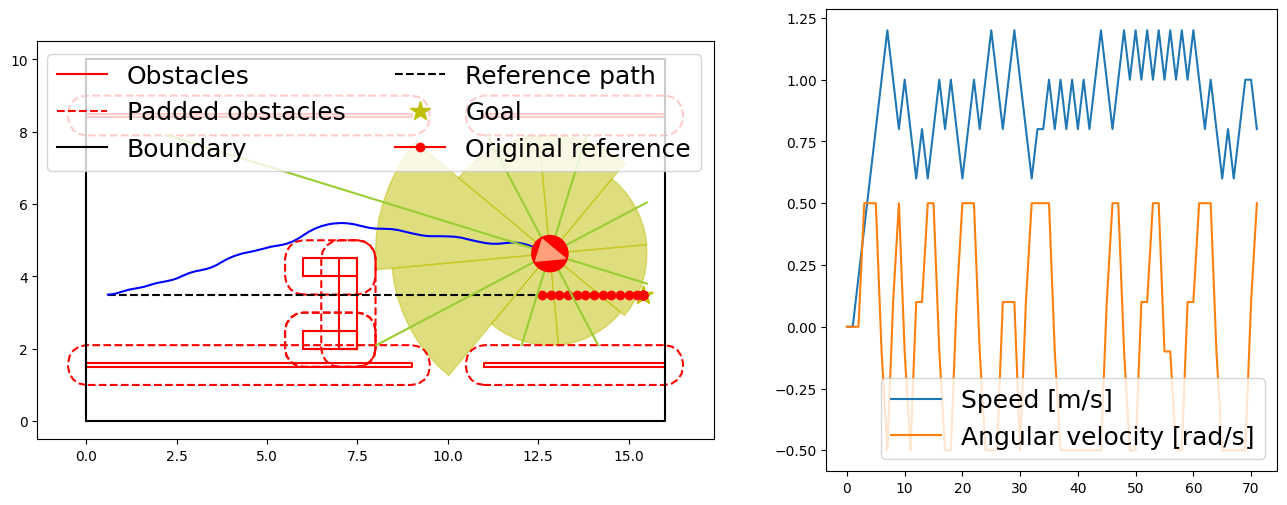 10
8
6
4
2
0
0.0 2.5 5.0 7.5 10.0 12.5 15.0
Obstacles
Padded obstacles
Boundary
Reference path
Goal
Original reference
1.25
1.00
0.75
0.50
0.25
0.00
−0.25
−0.50
0 10 20 30 40 50 60 70
Speed [m/s]
Angular velocity [rad/s]